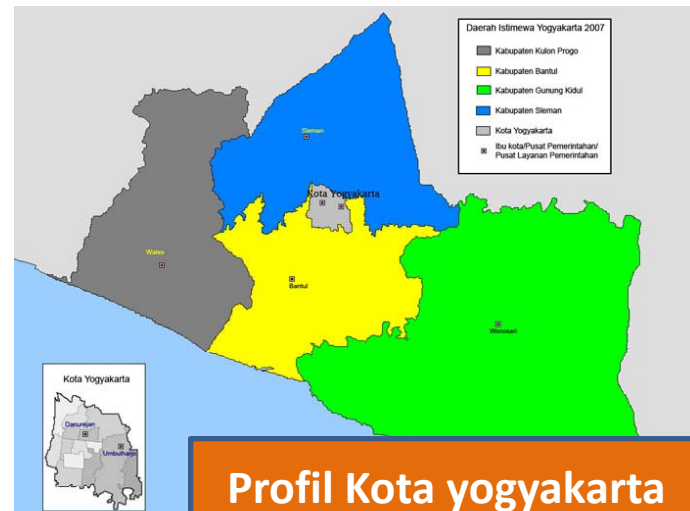 Daerah Istimewa Yogyakarta 2007
Kabupaten Kulon Progo
Kabupaten Bantul
Kabupaten Gunung Kidul
Kabupaten Sleman
Kota Yogyakarta
Ibu kota/Pusat Pemerintahan/
Pusat Layanan Pemerintahan
Sleman
Kota Yogyakarta
Wates
Bantul
Wonosari
Kota Yogyakarta
Danurejan
Umbulharjo
Profil Kota yogyakarta